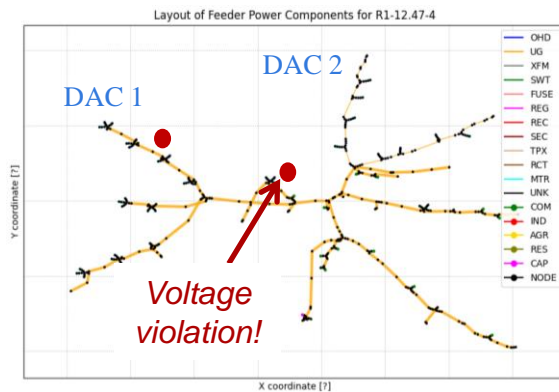 Layout of Feeder Power Components for R1-12.47-4
DAC 1
DAC 2
Voltage
violation!
Y coordinate [?]
X coordinate [?]
OHD
UG
XFM
SWT
FUSE
REG
REC
SEC
TPX
RCT
MTR
UNK
COM
IND
AGR
RES
CAP
NODE